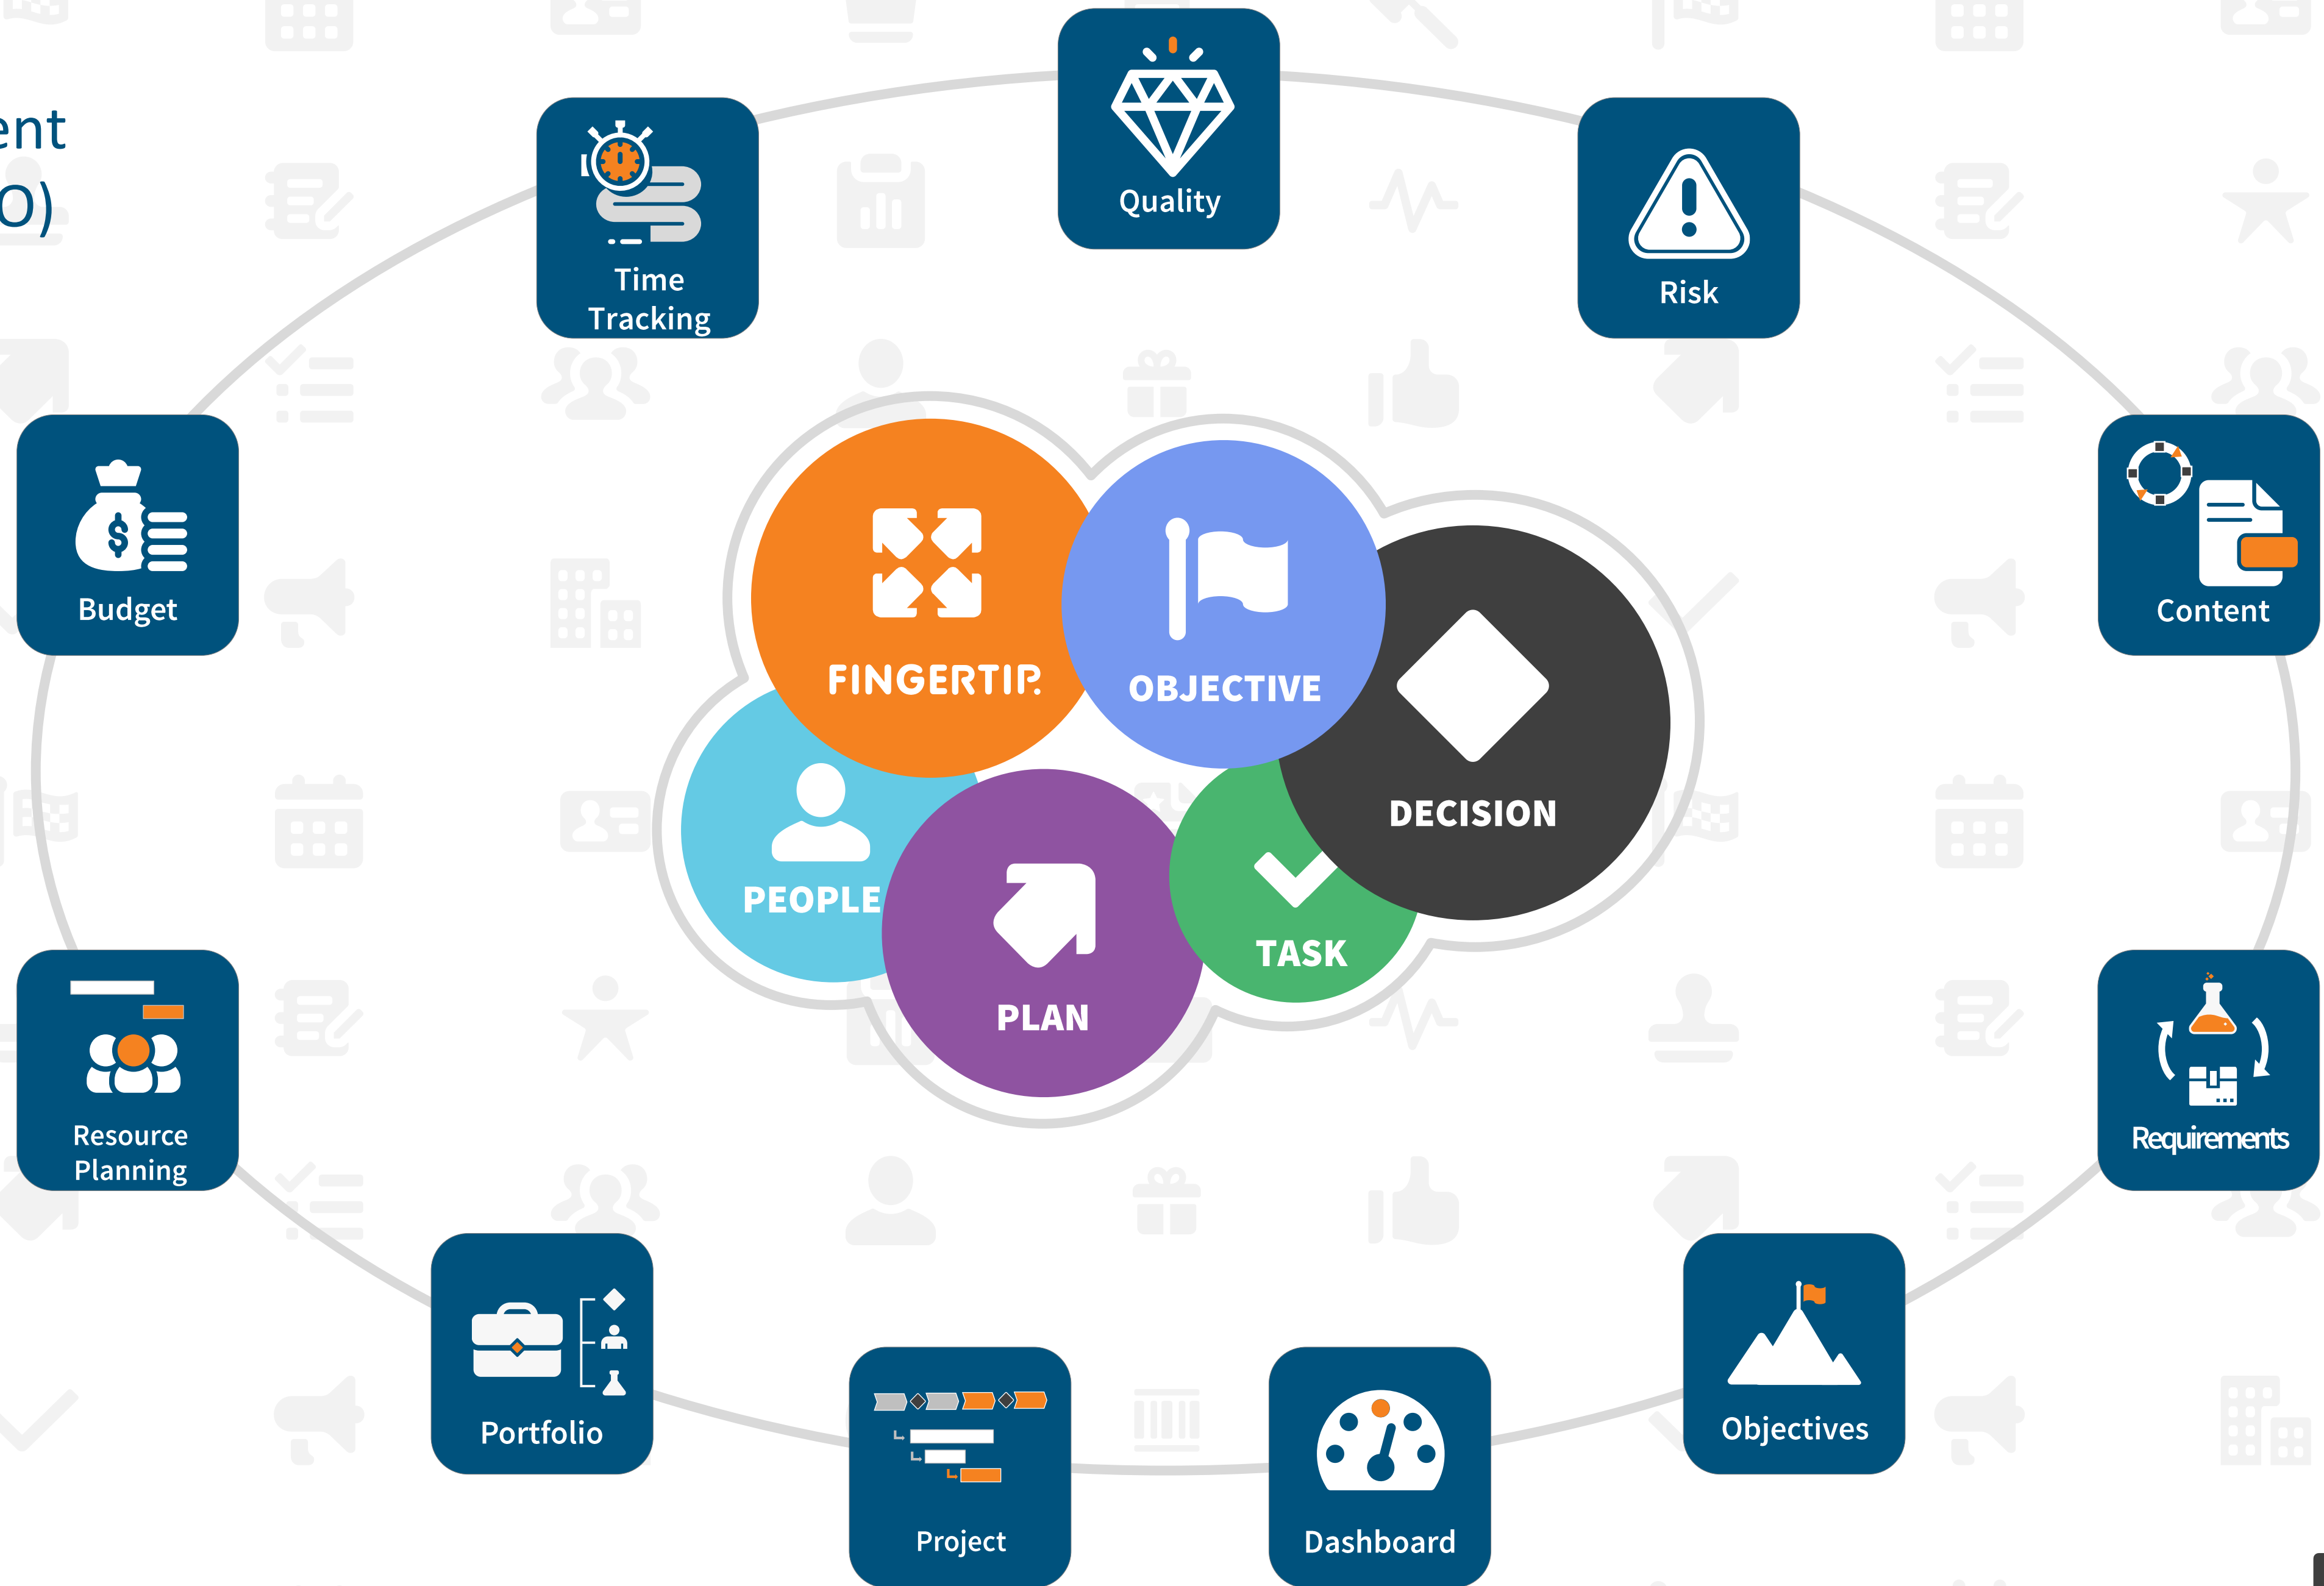 ent
O)
Quality
Time
Tracking
Risk
Budget
Content
FINGERTIP.
OBJECTIVE
DECISION
PEOPLE
TASK
PLAN
Resource
Planning
Requirements
Portfolio
Objectives
Project
Dashboard